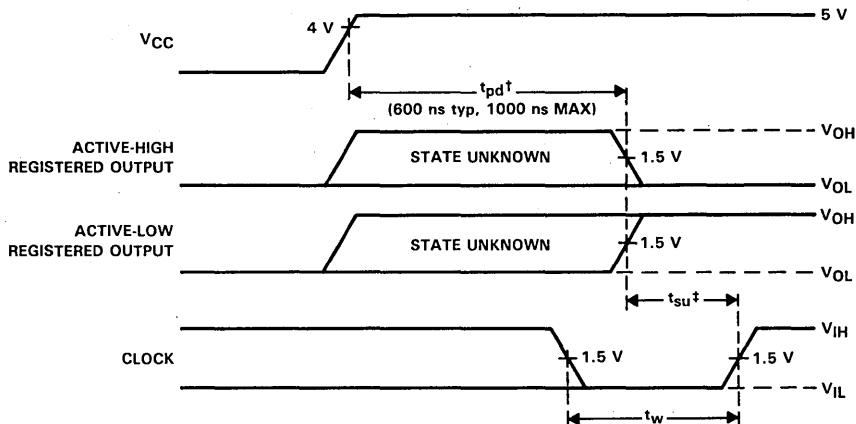 5 V
4 V
VCC
tpd†
(600 ns typ, 1000 ns MAX)
VOH
ACTIVE-HIGH
REGISTERED OUTPUT
STATE UNKNOWN
1.5 V
VOL
VOH
ACTIVE-LOW
REGISTERED OUTPUT
STATE UNKNOWN
1.5 V
VOL
tsu‡
VIH
CLOCK
1.5 V
1.5 V
VIL
tw